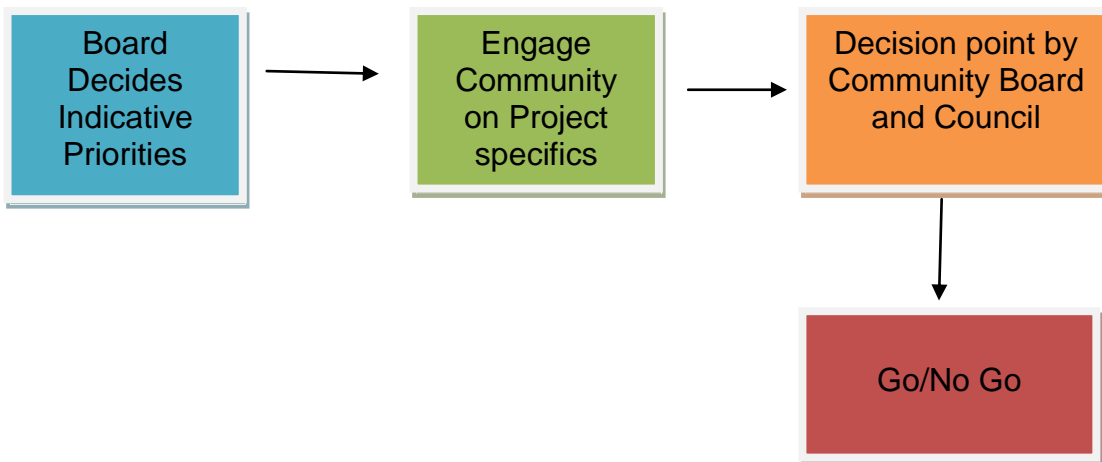 Board
Decides
Indicative
Priorities
Engage
Community
on Project
specifics
Decision point by
Community Board
and Council
Go/No Go